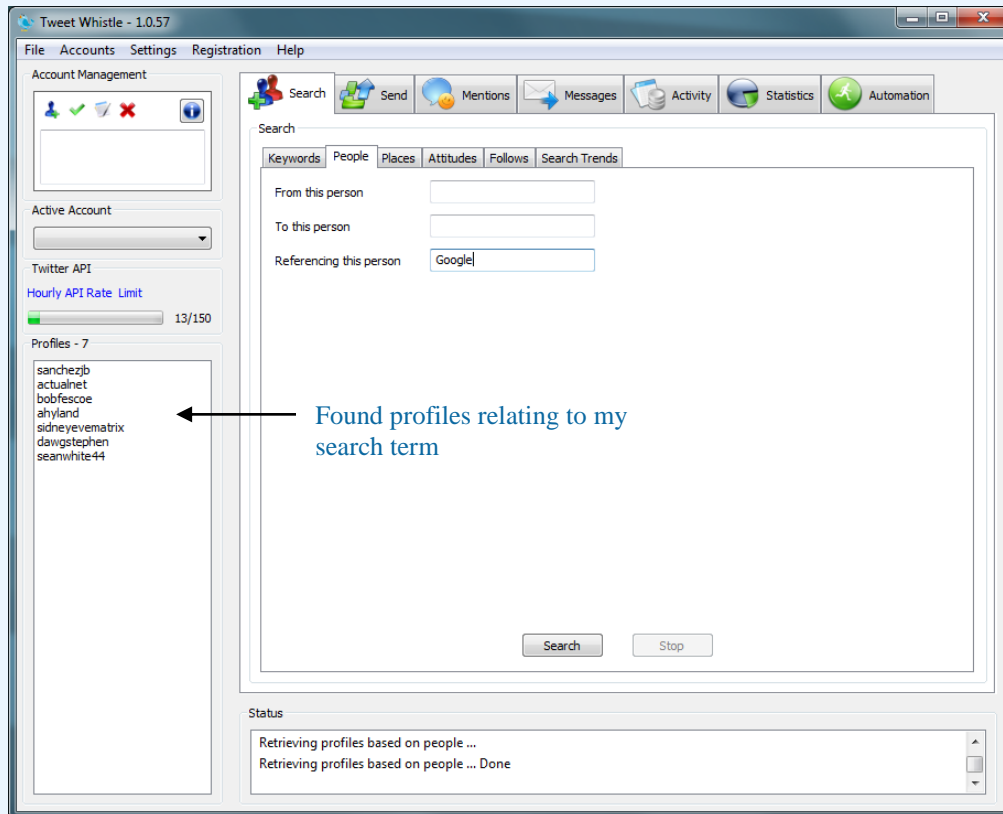 Tweet Whistle - 1.0.57
File Accounts Settings Registration Help
Account Management
Search Send Mentions Messages Activity Statistics Automation
Search
Keywords People Places Attitudes Follows Search Trends
From this person
To this person
Referencing this person Google
Active Account
Twitter API
Hourly API Rate Limit
13/150
Profiles - 7
sanchezjb
actualnet
bobfescoe
ahyland
sidneyevematrix
dawgstephen
seanwhite44
Found profiles relating to my
search term
Search Stop
Status
Retrieving profiles based on people ...
Retrieving profiles based on people ... Done